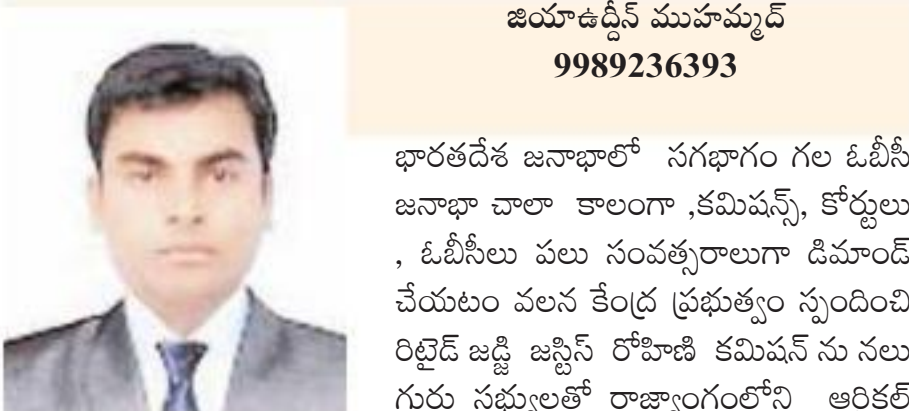 జియాఉద్దీన్ ముహమ్మద్
9989236393
భారతదేశ జనాభాలో సగభాగం గల ఓబీసీ
జనాభా చాలా కాలంగా ,కమిషన్స్, కోర్టులు
, ఓబీసీలు పలు సంవత్సరాలుగా డిమాండ్
చేయటం వలన కేంద్ర ప్రభుత్వం స్పందించి
రిటైడ్ జడ్జి జస్టిస్ రోహిణి కమిషన్ ను నలు
గురు సభ్యులతో రాజ్యాంగంలోని ఆర్టికల్